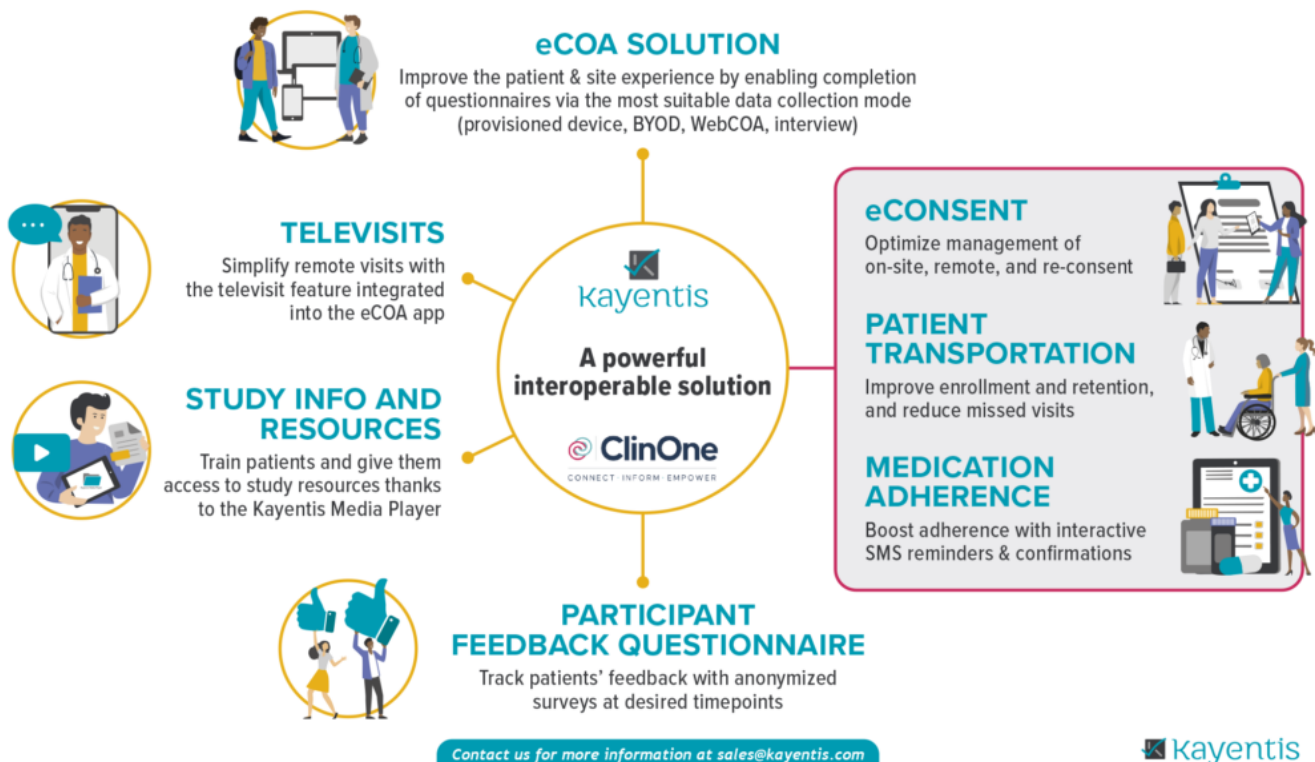 eCOA SOLUTION
Improve the patient & site experience by enabling completion
of questionnaires via the most suitable data collection mode
(provisioned device, BYOD, WebCOA, interview)
TELEVISITS
Simplify remote visits with
the televisit feature integrated
into the eCOA app
STUDY INFO AND
RESOURCES
Train patients and give them
access to study resources thanks
to the Kayentis Media Player
kayentis
A powerful
interoperable solution
ClinOne
CONNECT · INFORM · EMPOWER
eCONSENT
Optimize management of
on-site, remote, and re-consent
PATIENT
TRANSPORTATION
Improve enrollment and retention,
and reduce missed visits
MEDICATION
ADHERENCE
Boost adherence with interactive
SMS reminders & confirmations
PARTICIPANT
FEEDBACK QUESTIONNAIRE
Track patients’ feedback with anonymized
surveys at desired timepoints
Contact us for more information at sales@kayentis.com
kayentis